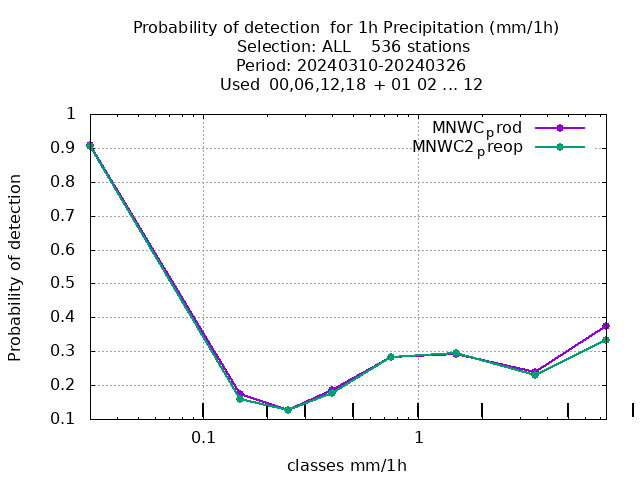 Probability of detection  for 1h Precipitation (mm/1h)
Selection: ALL    536 stations
Period: 20240310-20240326
Used  00,06,12,18  + 01 02 ... 12
MNWCprod
MNWC2preop
1
0.9
0.8
0.7
0.6
0.5
0.4
0.3
0.2
0.1
Probability of detection
0.1
1
classes mm/1h